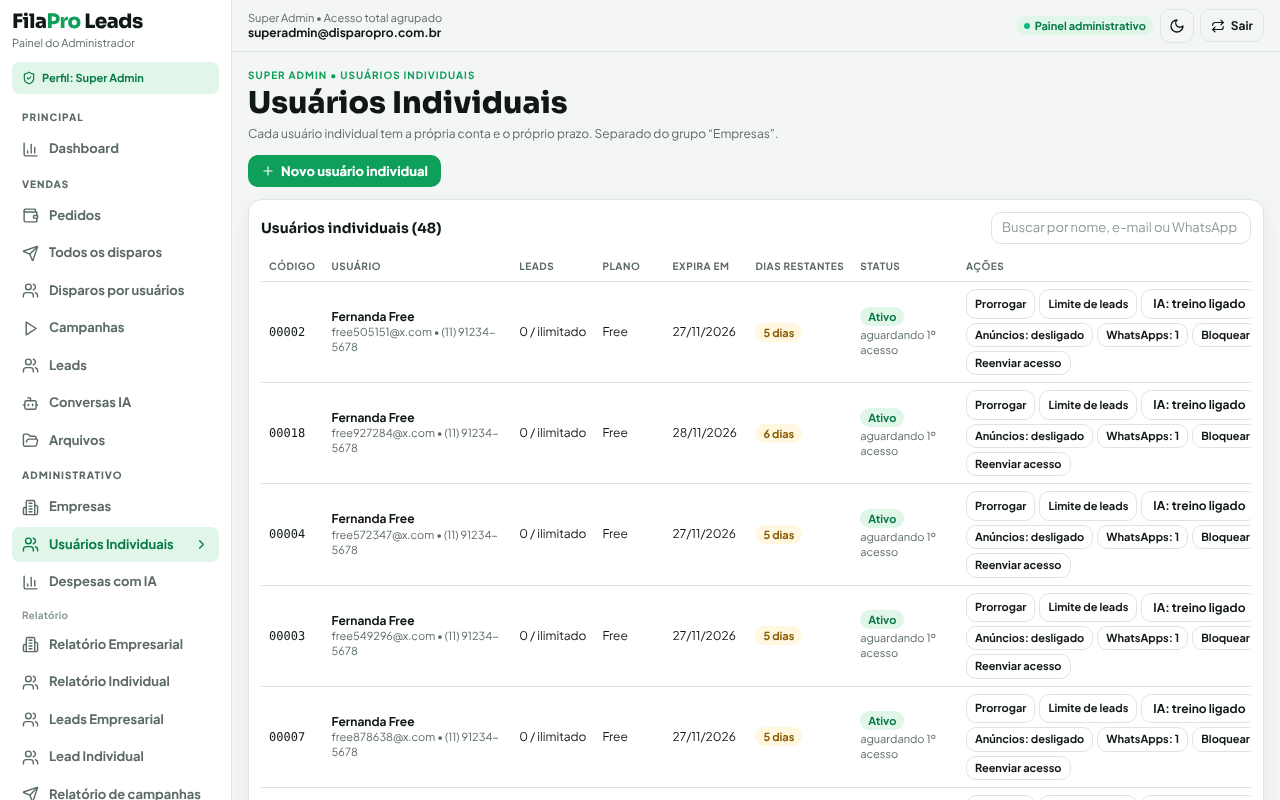 FilaPro Leads
Painel do Administrador
Perfil: Super Admin
PRINCIPAL
Dashboard
VENDAS
Pedidos
Todos os disparos
Disparos por usuários
Campanhas
Leads
Conversas IA
Arquivos
ADMINISTRATIVO
Empresas
Usuários Individuais
Despesas com IA
Relatório
Relatório Empresarial
Relatório Individual
Leads Empresarial
Lead Individual
Relatório de campanhas
Super Admin • Acesso total agrupado
superadmin@disparopro.com.br
Painel administrativo
Sair
SUPER ADMIN • USUÁRIOS INDIVIDUAIS
Usuários Individuais
Cada usuário individual tem a própria conta e o próprio prazo. Separado do grupo “Empresas”.
+ Novo usuário individual
Usuários individuais (48)
Buscar por nome, e-mail ou WhatsApp
CÓDIGO USUÁRIO LEADS PLANO EXPIRA EM DIAS RESTANTES STATUS AÇÕES
00002
Fernanda Free
free505151@x.com • (11) 91234-
5678
0 / ilimitado
Free
27/11/2026
5 dias
Ativo
aguardando 1º
acesso
Prorrogar Limite de leads IA: treino ligado
Anúncios: desligado WhatsApps: 1 Bloquear
Reenviar acesso
00018
Fernanda Free
free927284@x.com • (11) 91234-
5678
0 / ilimitado
Free
28/11/2026
6 dias
Ativo
aguardando 1º
acesso
Prorrogar Limite de leads IA: treino ligado
Anúncios: desligado WhatsApps: 1 Bloquear
Reenviar acesso
00004
Fernanda Free
free572347@x.com • (11) 91234-
5678
0 / ilimitado
Free
27/11/2026
5 dias
Ativo
aguardando 1º
acesso
Prorrogar Limite de leads IA: treino ligado
Anúncios: desligado WhatsApps: 1 Bloquear
Reenviar acesso
00003
Fernanda Free
free549296@x.com • (11) 91234-
5678
0 / ilimitado
Free
27/11/2026
5 dias
Ativo
aguardando 1º
acesso
Prorrogar Limite de leads IA: treino ligado
Anúncios: desligado WhatsApps: 1 Bloquear
Reenviar acesso
00007
Fernanda Free
free878638@x.com • (11) 91234-
5678
0 / ilimitado
Free
27/11/2026
5 dias
Ativo
aguardando 1º
acesso
Prorrogar Limite de leads IA: treino ligado
Anúncios: desligado WhatsApps: 1 Bloquear
Reenviar acesso